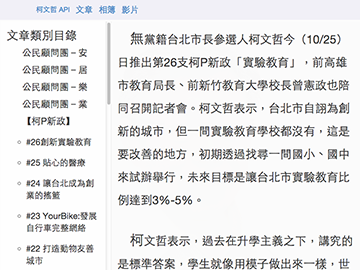 柯文哲 API 文章 相簿 影片
文章類別目錄
公民顧問團 – 安
公民顧問團 – 居
公民顧問團 – 樂
公民顧問團 – 業
【柯P新政】
#26創新實驗教育
#25 貼心的醫療
#24 讓台北成為創
業的搖籃
#23 YourBike:發展
自行車完整網絡
#22 打造動物友善
城市
無黨籍台北市長參選人柯文哲今（10/25）
日推出第26支柯P新政「實驗教育」，前高雄
市教育局長、前新竹教育大學校長曾憲政也陪
同召開記者會。柯文哲表示，台北市自詡為創
新的城市，但一間實驗教育學校都沒有，這是
要改善的地方，初期透過找尋一間國小、國中
來試辦舉行，未來目標是讓台北市實驗教育比
例達到3%-5%。
柯文哲表示，過去在升學主義之下，講究的
是標準答案，學生就像用模子做出來一樣，世